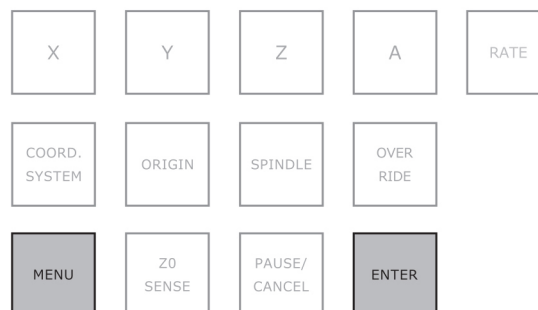 X Y Z A RATE
COORD.
SYSTEM
ORIGIN
SPINDLE
OVER
RIDE
MENU
Z0
SENSE
PAUSE/
CANCEL
ENTER